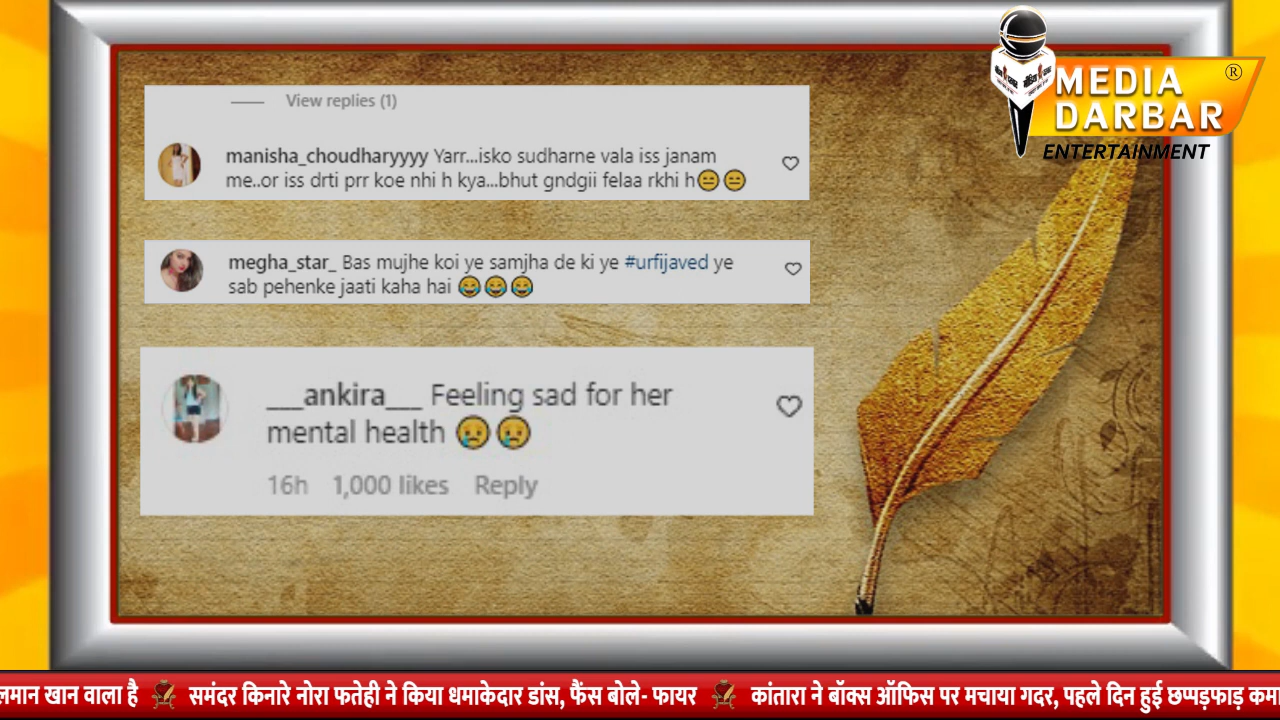 MEDIA ®
DARBAR
ENTERTAINMENT
View replies (1)
manisha_choudharyyyy Yarr...isko sudharne vala iss janam
me..or iss drti prr koe nhi h kya...bhut gndgii felaa rkhi h😐😐
megha_star_ Bas mujhe koi ye samjha de ki ye #urfijaved ye
sab pehenke jaati kaha hai 😂😂😂
___ankira___ Feeling sad for her
mental health 😢😢
16h 1,000 likes Reply
लमान खान वाला है समंदर किनारे नोरा फतेही ने किया धमाकेदार डांस, फैंस बोले- फायर कांतारा ने बॉक्स ऑफिस पर मचाया गदर, पहले दिन हुई छप्पड़फाड़ कमा